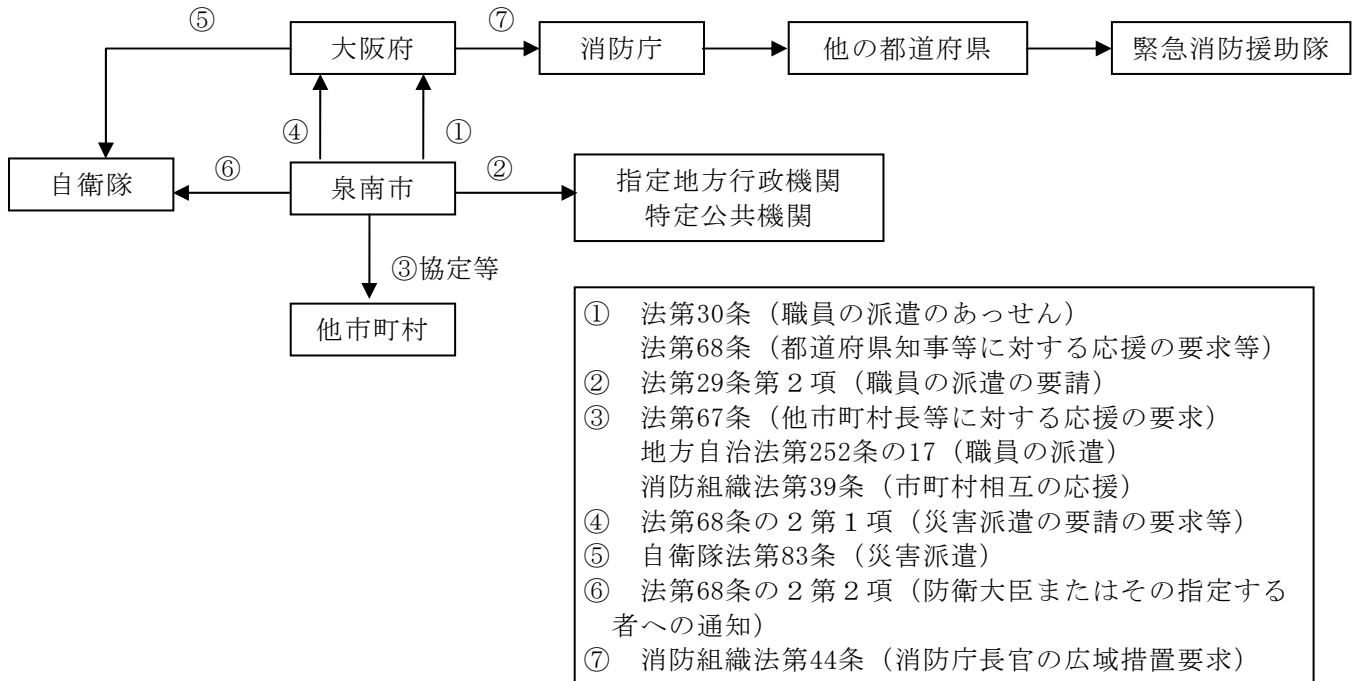 ⑤
⑦
大阪府
消防庁
他の都道府県
緊急消防援助隊
④
①
自衛隊
⑥
泉南市
②
指定地方行政機関
特定公共機関
③協定等
他市町村
① 法第30条（職員の派遣のあっせん）
法第68条（都道府県知事等に対する応援の要求等）
② 法第29条第２項（職員の派遣の要請）
③ 法第67条（他市町村長等に対する応援の要求）
地方自治法第252条の17（職員の派遣）
消防組織法第39条（市町村相互の応援）
④ 法第68条の２第１項（災害派遣の要請の要求等）
⑤ 自衛隊法第83条（災害派遣）
⑥ 法第68条の２第２項（防衛大臣またはその指定する
者への通知）
⑦ 消防組織法第44条（消防庁長官の広域措置要求）